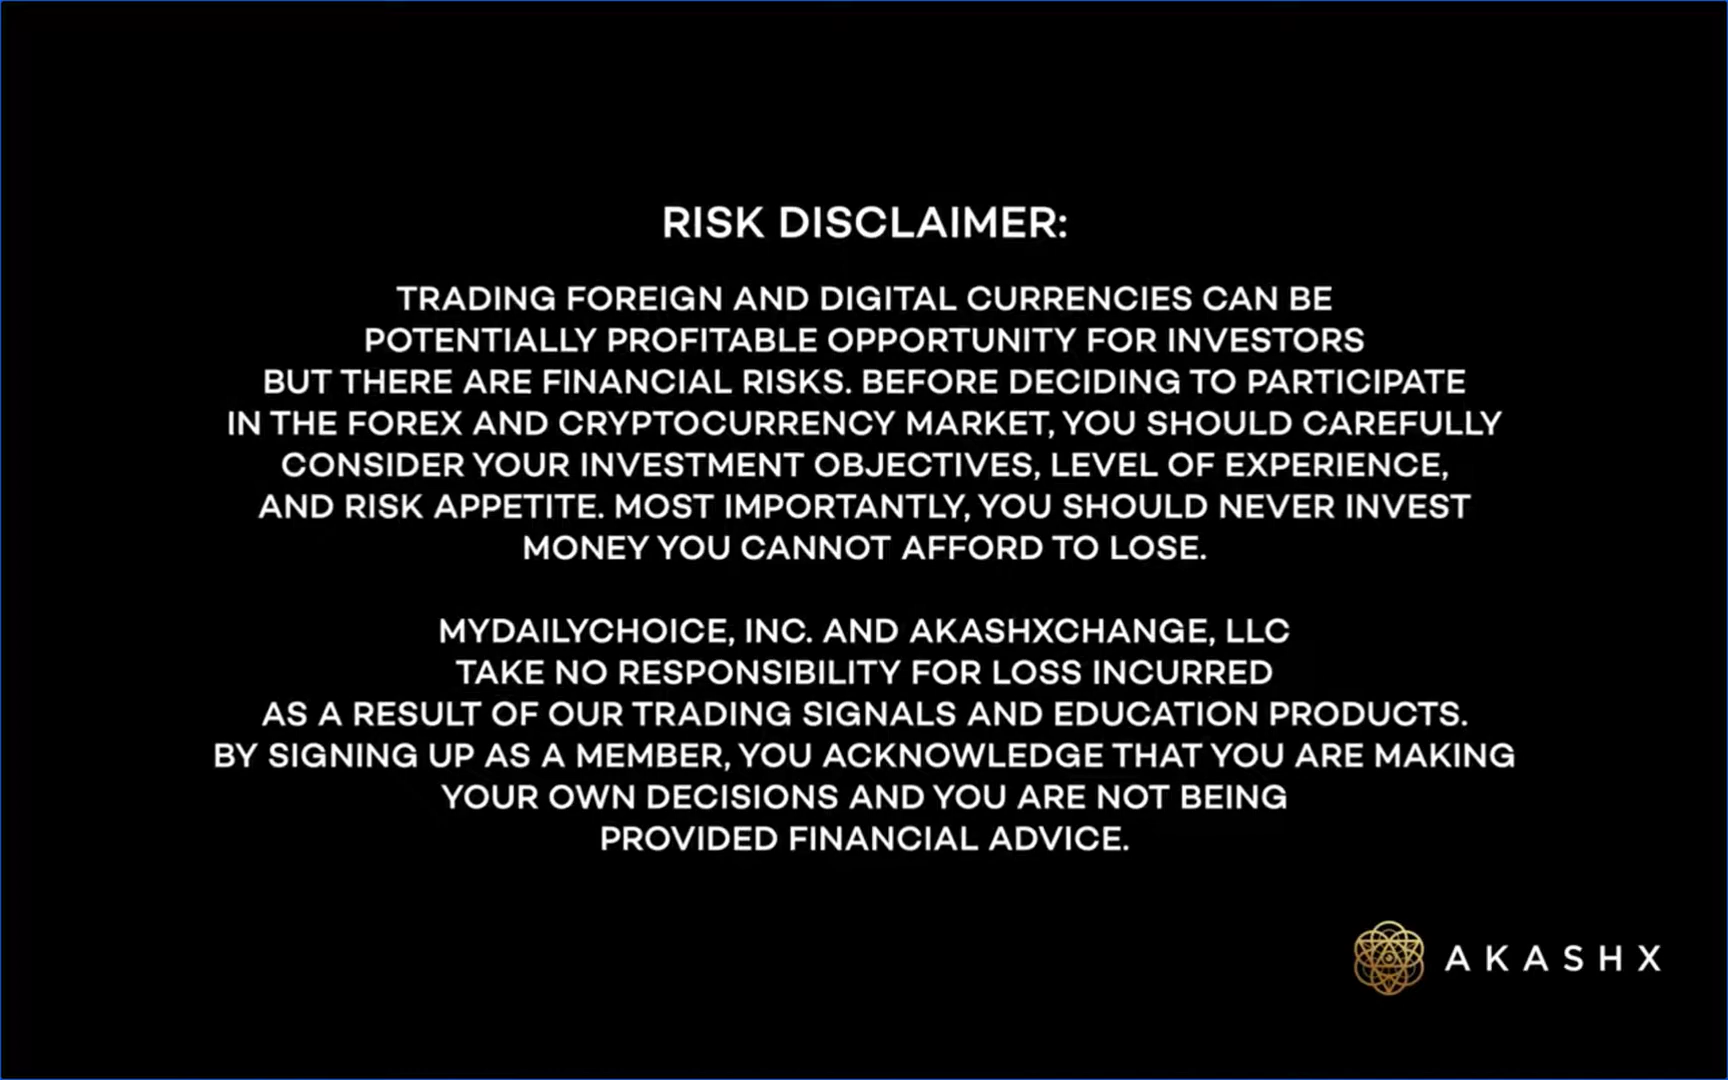 RISK DISCLAIMER:
TRADING FOREIGN AND DIGITAL CURRENCIES CAN BE
POTENTIALLY PROFITABLE OPPORTUNITY FOR INVESTORS
BUT THERE ARE FINANCIAL RISKS. BEFORE DECIDING TO PARTICIPATE
IN THE FOREX AND CRYPTOCURRENCY MARKET, YOU SHOULD CAREFULLY
CONSIDER YOUR INVESTMENT OBJECTIVES, LEVEL OF EXPERIENCE,
AND RISK APPETITE. MOST IMPORTANTLY, YOU SHOULD NEVER INVEST
MONEY YOU CANNOT AFFORD TO LOSE.
MYDAILYCHOICE, INC. AND AKASHXCHANGE, LLC
TAKE NO RESPONSIBILITY FOR LOSS INCURRED
AS A RESULT OF OUR TRADING SIGNALS AND EDUCATION PRODUCTS.
BY SIGNING UP AS A MEMBER, YOU ACKNOWLEDGE THAT YOU ARE MAKING
YOUR OWN DECISIONS AND YOU ARE NOT BEING
PROVIDED FINANCIAL ADVICE.
AKASHX